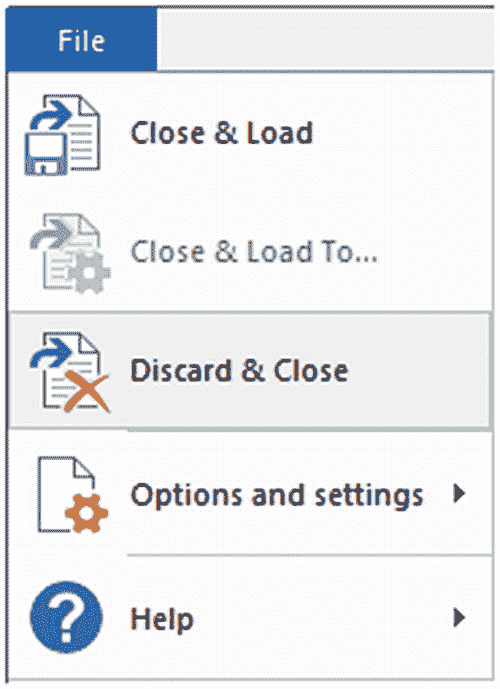 File
Close & Load
Close & Load To...
Discard & Close
Options and settings
Help